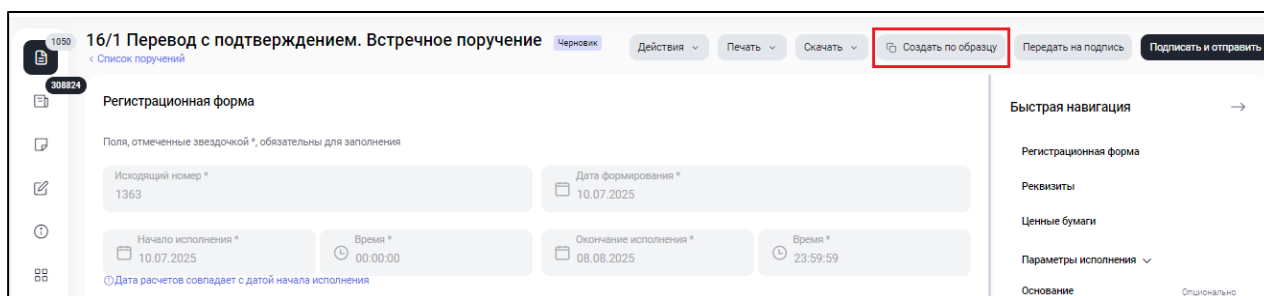 1050
16/1 Перевод с подтверждением. Встречное поручение Черновик Действия Печать Скачать Создать по образцу Передать на подпись Подписать и отправить
< Список поручений
308824
Регистрационная форма
Быстрая навигация →
Поля, отмеченные звездочкой *, обязательны для заполнения
Регистрационная форма
Исходящий номер * Дата формирования *
1363 10.07.2025
Реквизиты
Ценные бумаги
Начало исполнения * Время * Окончание исполнения * Время *
10.07.2025 00:00:00 08.08.2025 23:59:59
Параметры исполнения
Дата расчетов совпадает с датой начала исполнения
Основание Опционально